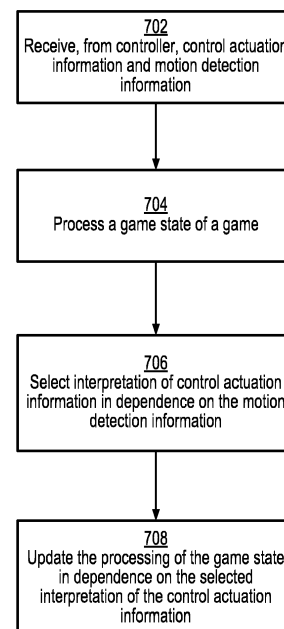 702
Receive, from controller, control actuation
information and motion detection
information
704
Process a game state of a game
706
Select interpretation of control actuation
information in dependence on the motion
detection information
708
Update the processing of the game state
in dependence on the selected
interpretation of the control actuation
information